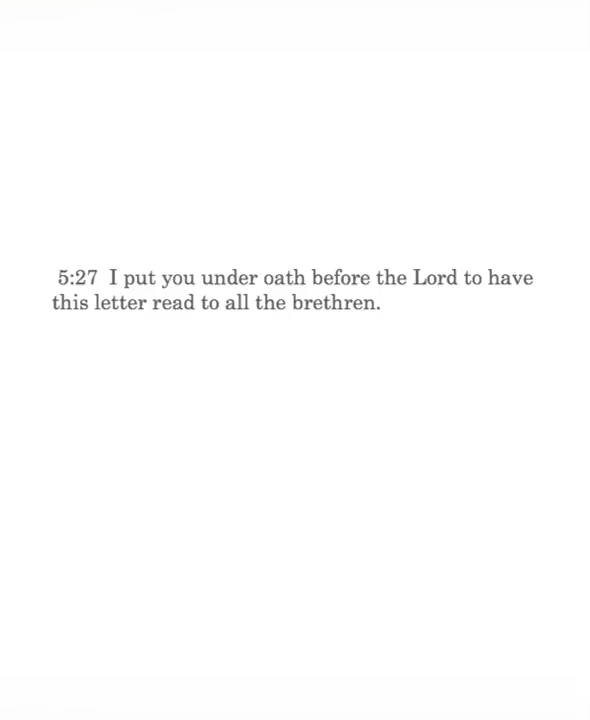 5:27 I put you under oath before the Lord to have
this letter read to all the brethren.